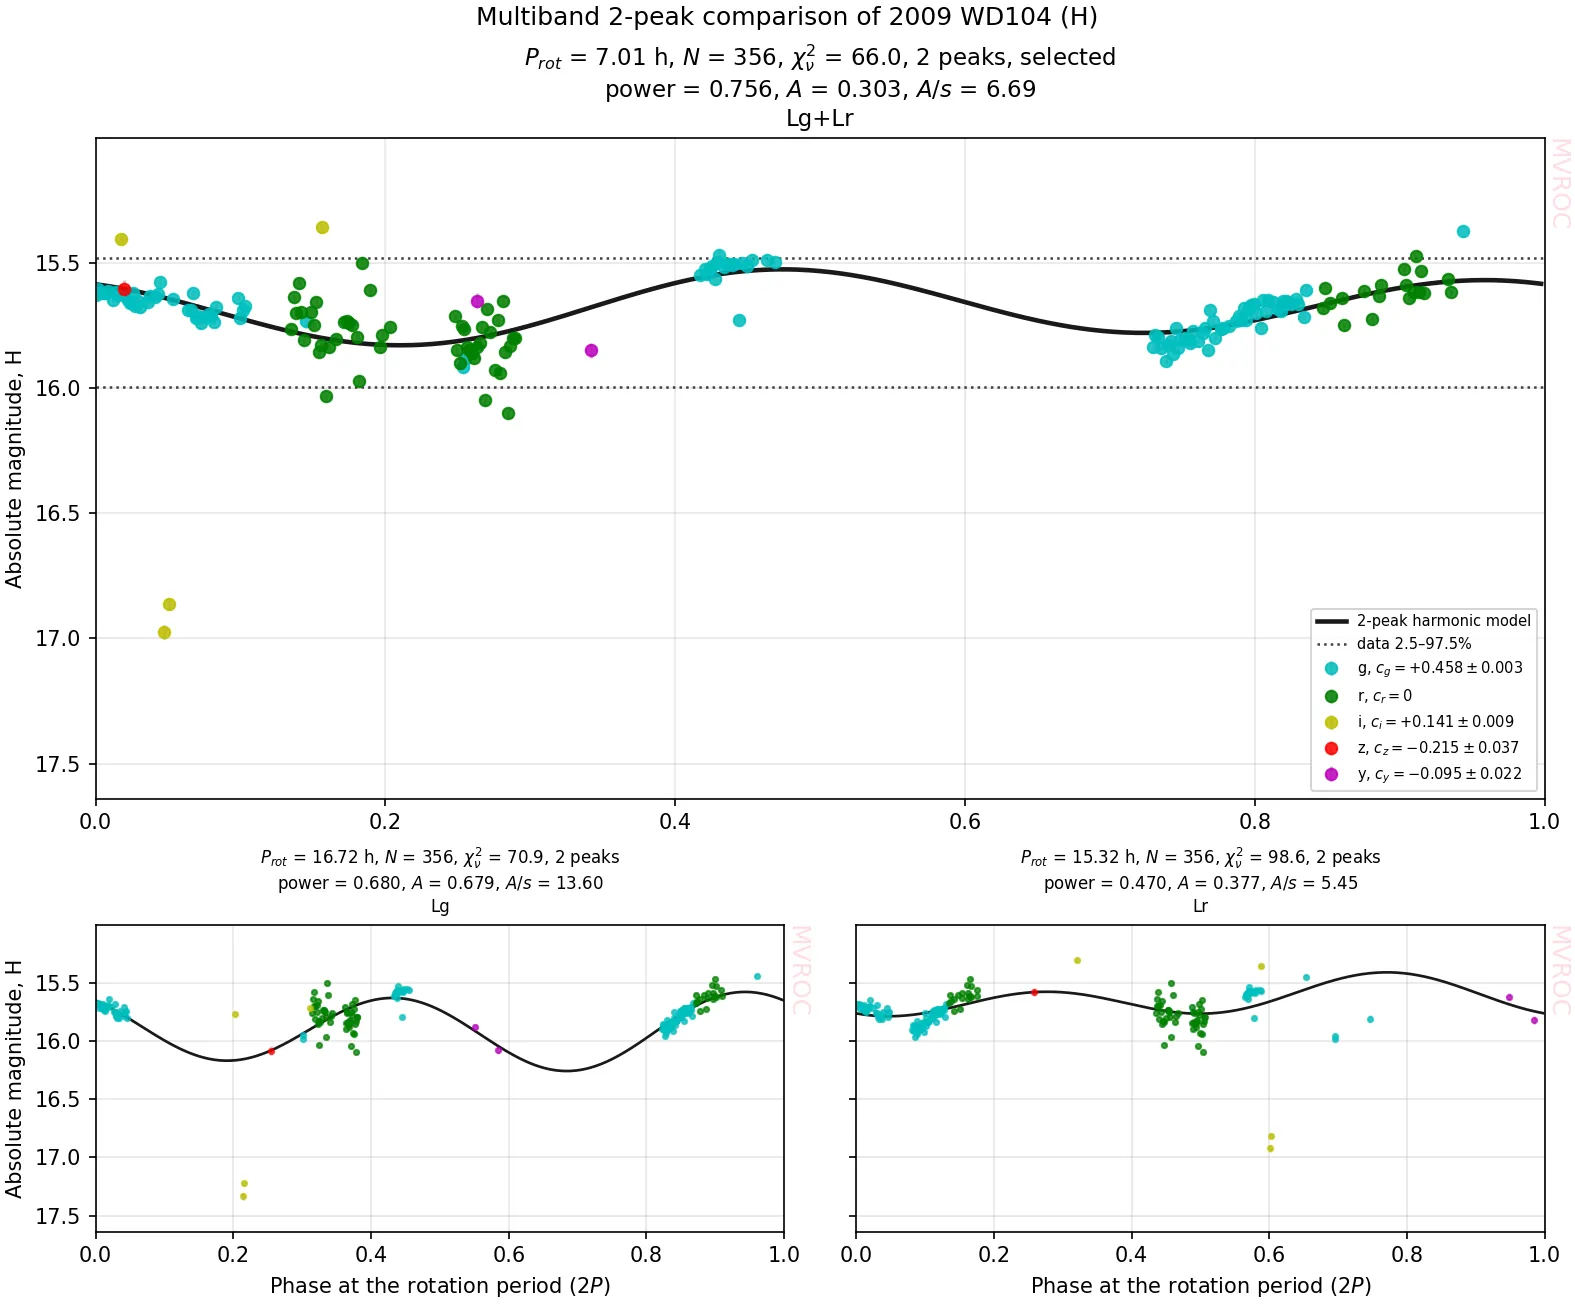 Multiband 2-peak comparison of 2009 WD104 (H)
P_rot = 7.01 h, N = 356, χ²_ν = 66.0, 2 peaks, selected
power = 0.756, A = 0.303, A/s = 6.69
Lg+Lr
MVROC
Absolute magnitude, H
15.5
16.0
16.5
17.0
17.5
2-peak harmonic model
data 2.5–97.5%
g, c_g = +0.458 ± 0.003
r, c_r = 0
i, c_i = +0.141 ± 0.009
z, c_z = −0.215 ± 0.037
y, c_y = −0.095 ± 0.022
0.0 0.2 0.4 0.6 0.8 1.0
P_rot = 16.72 h, N = 356, χ²_ν = 70.9, 2 peaks
power = 0.680, A = 0.679, A/s = 13.60
Lg
MVROC
Absolute magnitude, H
15.5
16.0
16.5
17.0
17.5
0.0 0.2 0.4 0.6 0.8 1.0
Phase at the rotation period (2P)
P_rot = 15.32 h, N = 356, χ²_ν = 98.6, 2 peaks
power = 0.470, A = 0.377, A/s = 5.45
Lr
MVROC
0.0 0.2 0.4 0.6 0.8 1.0
Phase at the rotation period (2P)